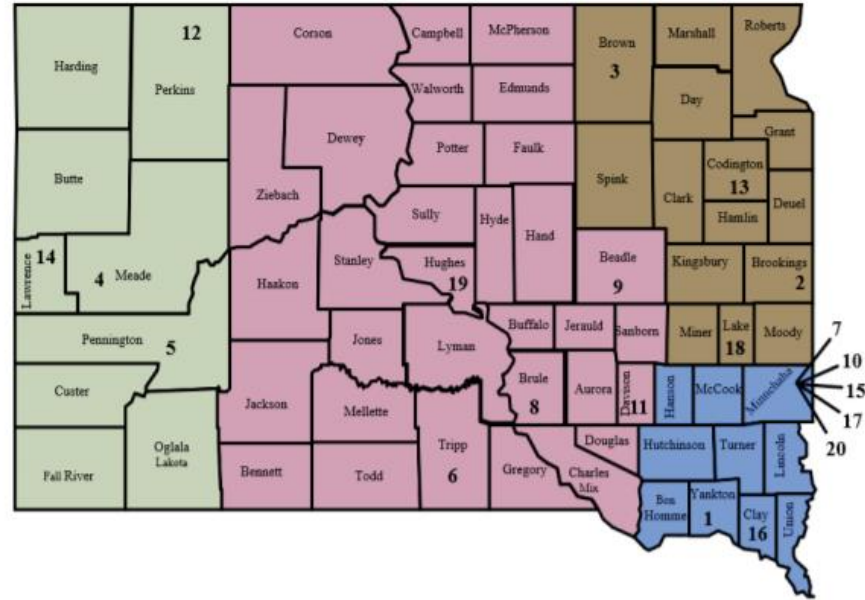 12
Corson
Campbell
McPherson
Brown
3
Marshall
Roberts
Harding
Perkins
Walworth
Edmunds
Day
Dewey
Grant
Potter
Faulk
Codington
13
Butte
Ziebach
Spink
Clark
Hamlin
Deuel
Sully
Hyde
Hand
Lawrence
14
4
Meade
Haakon
Stanley
Hughes
19
Beadle
9
Kingsbury
Brookings
2
Pennington
5
Jones
Lyman
Buffalo
Jerauld
Sanborn
Miner
Lake
18
Moody
7
10
15
17
20
Custer
Jackson
Mellette
Brule
8
Aurora
Davison
11
Hanson
McCook
Minnehaha
Fall River
Oglala
Lakota
Bennett
Todd
Tripp
6
Gregory
Douglas
Charles
Mix
Hutchinson
Turner
Lincoln
Bon
Homme
Yankton
1
Clay
16
Union